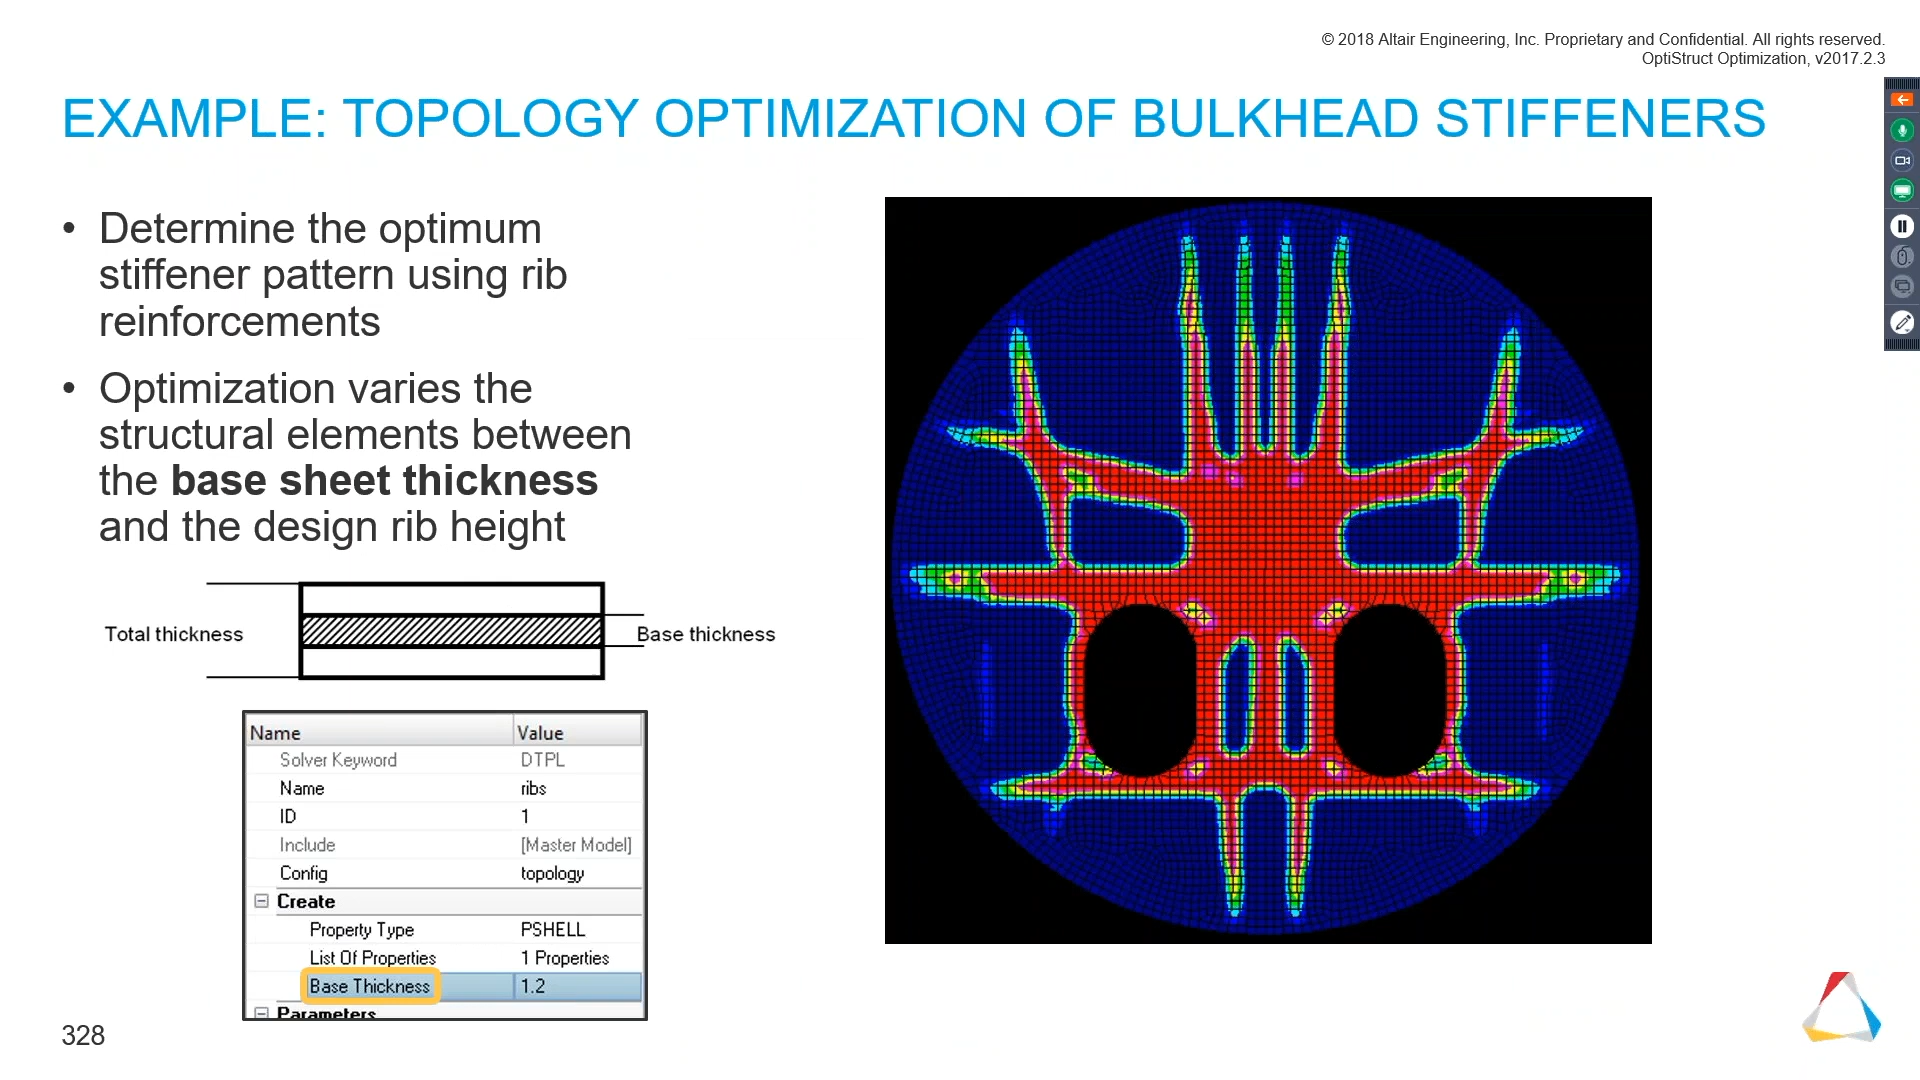 © 2018 Altair Engineering, Inc. Proprietary and Confidential. All rights reserved.
OptiStruct Optimization, v2017.2.3
EXAMPLE: TOPOLOGY OPTIMIZATION OF BULKHEAD STIFFENERS
• Determine the optimum
stiffener pattern using rib
reinforcements
• Optimization varies the
structural elements between
the base sheet thickness
and the design rib height
Total thickness
Base thickness
Name Value
Solver Keyword DTPL
Name ribs
ID 1
Include [Master Model]
Config topology
Create
Property Type PSHELL
List Of Properties 1 Properties
Base Thickness 1.2
Parameters
328